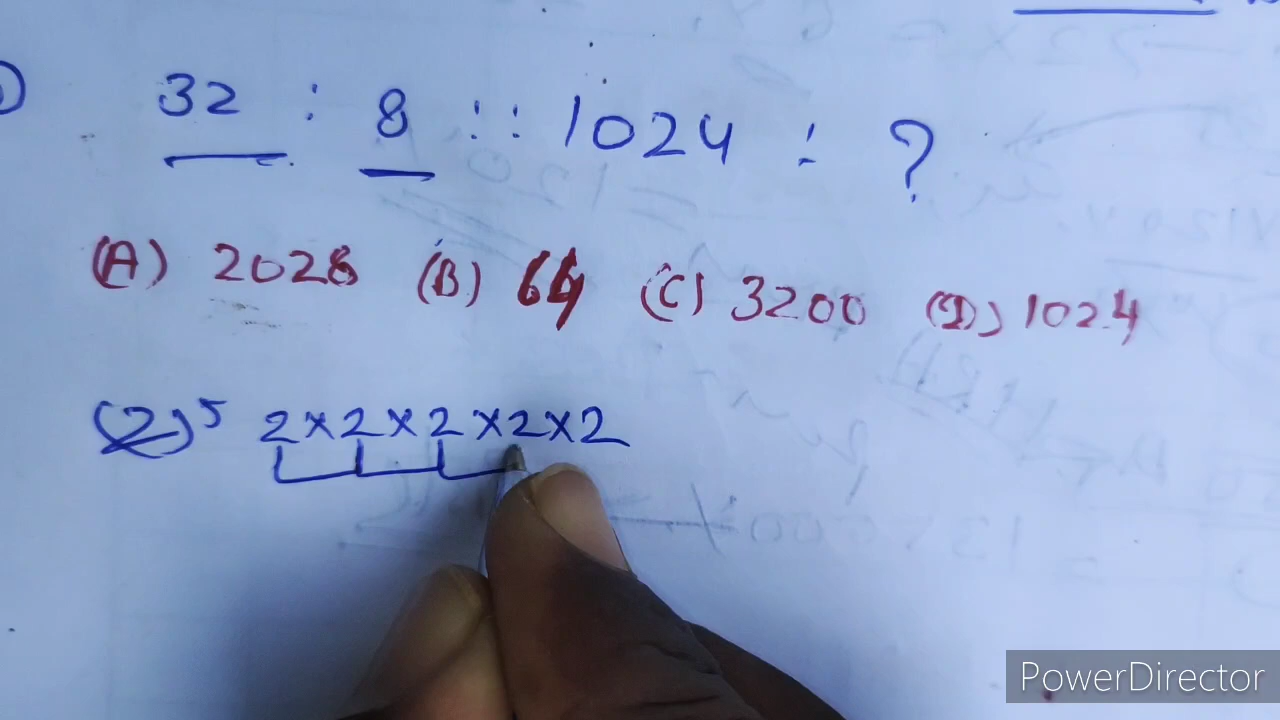 32 : 8 :: 1024 : ?
(A) 2028 (B) 64 (C) 3200 (D) 1024
(2)⁵ 2×2×2×2×2
PowerDirector